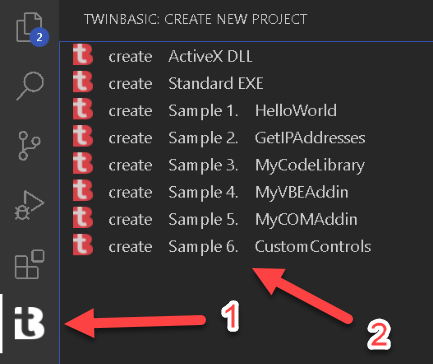 TWINBASIC: CREATE NEW PROJECT
create ActiveX DLL
2
create Standard EXE
create Sample 1. HelloWorld
create Sample 2. GetIPAddresses
create Sample 3. MyCodeLibrary
create Sample 4. MyVBEAddin
create Sample 5. MyCOMAddin
create Sample 6. CustomControls
tB
1
2